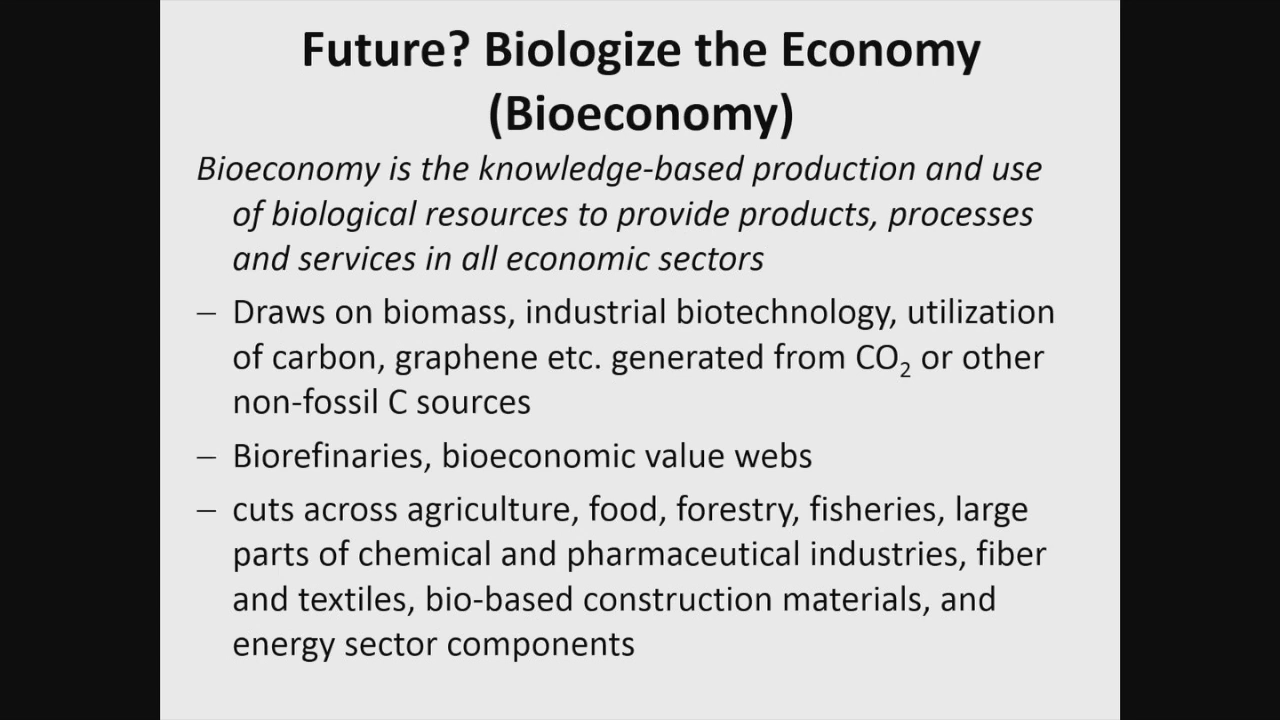 Future? Biologize the Economy
(Bioeconomy)
Bioeconomy is the knowledge-based production and use
of biological resources to provide products, processes
and services in all economic sectors
– Draws on biomass, industrial biotechnology, utilization
of carbon, graphene etc. generated from CO₂ or other
non-fossil C sources
– Biorefinaries, bioeconomic value webs
– cuts across agriculture, food, forestry, fisheries, large
parts of chemical and pharmaceutical industries, fiber
and textiles, bio-based construction materials, and
energy sector components